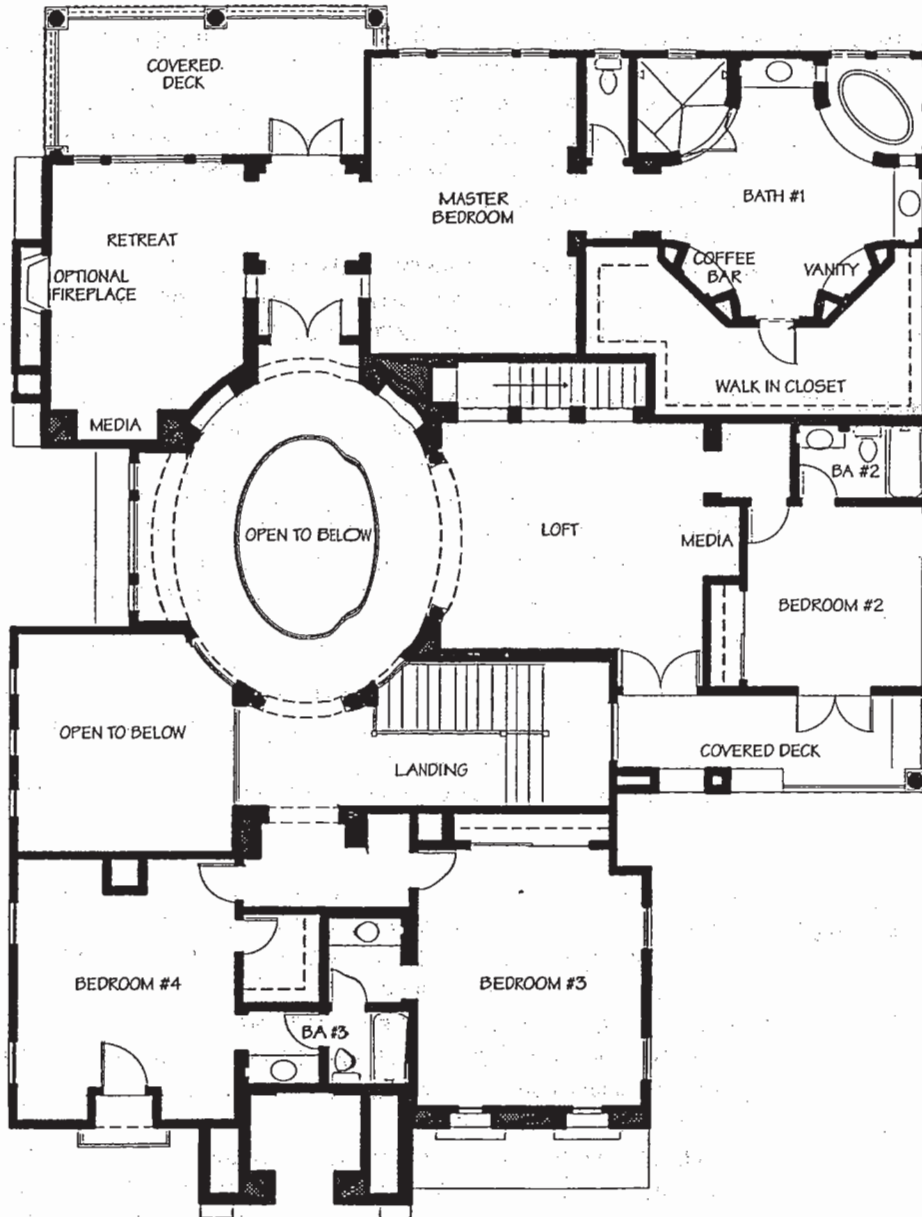 COVERED.
DECK
MASTER
BEDROOM
BATH #1
RETREAT
OPTIONAL
FIREPLACE
COFFEE
BAR
VANITY
WALK IN CLOSET
MEDIA
BA #2
OPEN TO BELOW
LOFT
MEDIA
BEDROOM #2
OPEN TO BELOW
LANDING
COVERED DECK
BEDROOM #4
BEDROOM #3
BA #3